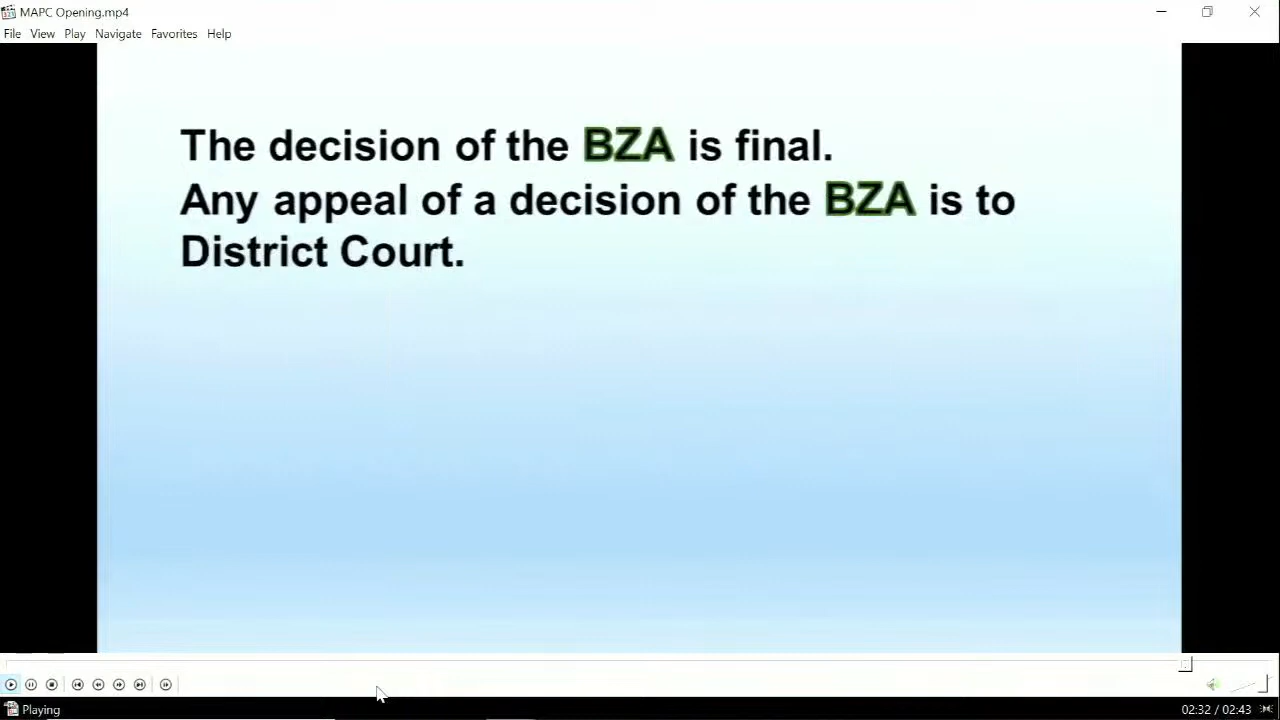 MAPC Opening.mp4
File View Play Navigate Favorites Help
The decision of the BZA is final.
Any appeal of a decision of the BZA is to
District Court.
Playing
02:32 / 02:43